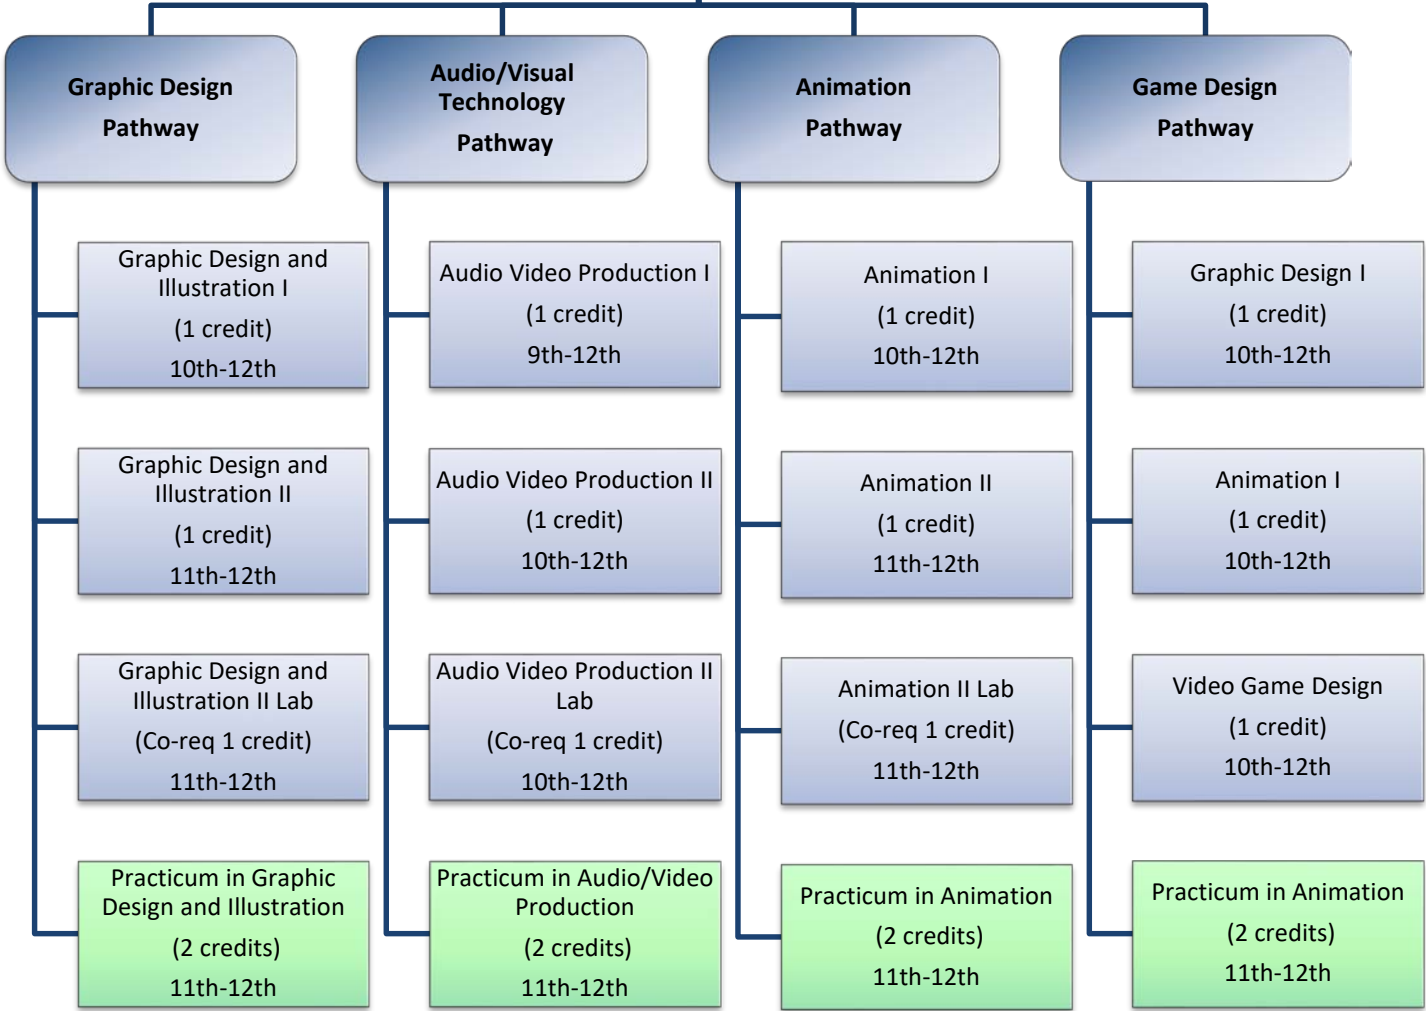 Graphic Design
Pathway
Graphic Design and
Illustration I
(1 credit)
10th-12th
Graphic Design and
Illustration II
(1 credit)
11th-12th
Graphic Design and
Illustration II Lab
(Co-req 1 credit)
11th-12th
Practicum in Graphic
Design and Illustration
(2 credits)
11th-12th
Audio/Visual
Technology
Pathway
Audio Video Production I
(1 credit)
9th-12th
Audio Video Production II
(1 credit)
10th-12th
Audio Video Production II
Lab
(Co-req 1 credit)
10th-12th
Practicum in Audio/Video
Production
(2 credits)
11th-12th
Animation
Pathway
Animation I
(1 credit)
10th-12th
Animation II
(1 credit)
11th-12th
Animation II Lab
(Co-req 1 credit)
11th-12th
Practicum in Animation
(2 credits)
11th-12th
Game Design
Pathway
Graphic Design I
(1 credit)
10th-12th
Animation I
(1 credit)
10th-12th
Video Game Design
(1 credit)
10th-12th
Practicum in Animation
(2 credits)
11th-12th